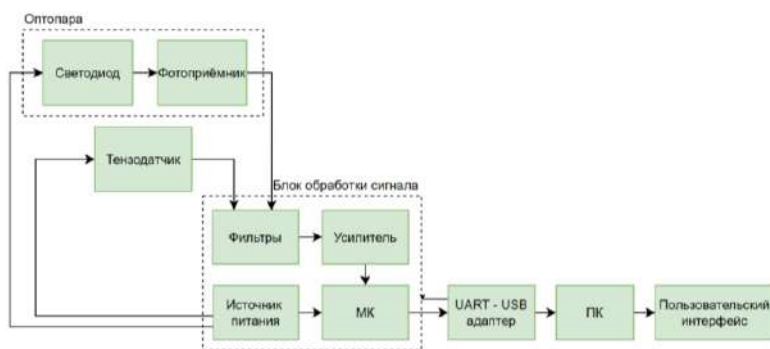 Оптопара
Светодиод
Фотоприёмник
Тензодатчик
Блок обработки сигнала
Фильтры
Усилитель
Источник
питания
МК
UART - USB
адаптер
ПК
Пользовательский
интерфейс